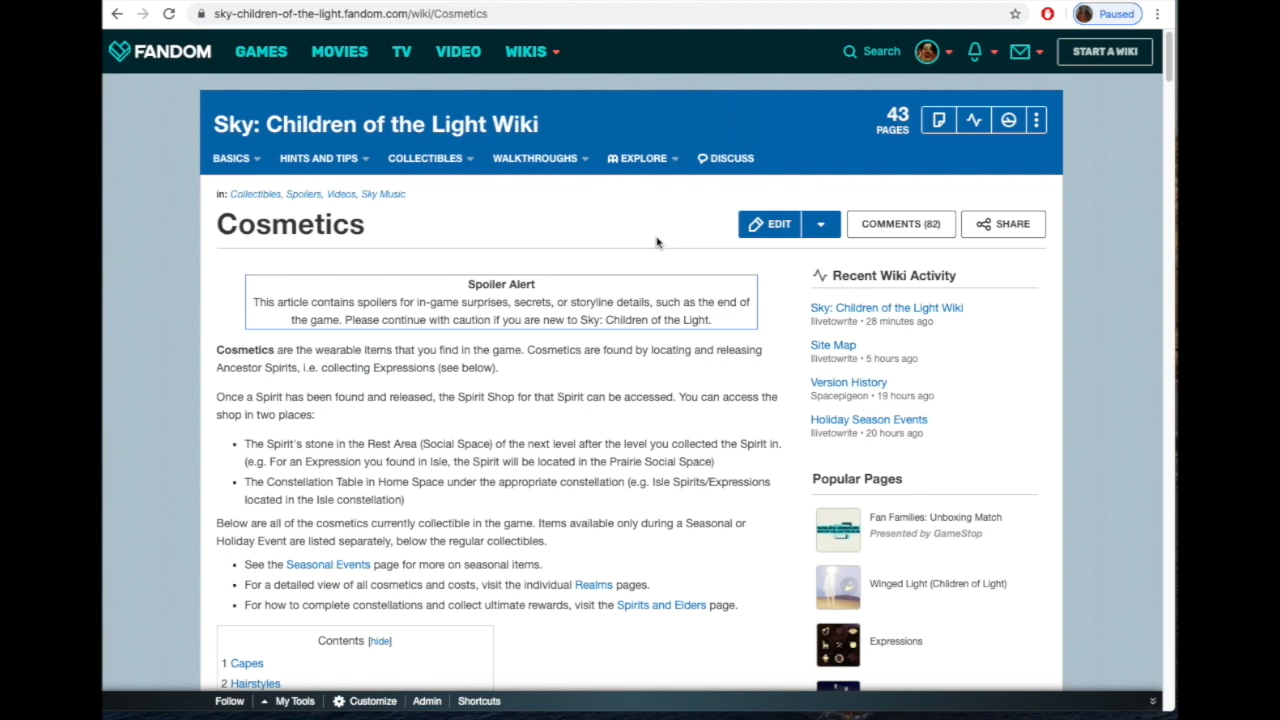 sky-children-of-the-light.fandom.com/wiki/Cosmetics
Paused
FANDOM
GAMES
MOVIES
TV
VIDEO
WIKIS
Search
START A WIKI
Sky: Children of the Light Wiki
43
PAGES
BASICS
HINTS AND TIPS
COLLECTIBLES
WALKTHROUGHS
EXPLORE
DISCUSS
in: Collectibles, Spoilers, Videos, Sky Music
Cosmetics
EDIT
COMMENTS (82)
SHARE
Spoiler Alert
This article contains spoilers for in-game surprises, secrets, or storyline details, such as the end of
the game. Please continue with caution if you are new to Sky: Children of the Light.
Cosmetics are the wearable items that you find in the game. Cosmetics are found by locating and releasing
Ancestor Spirits, i.e. collecting Expressions (see below).
Once a Spirit has been found and released, the Spirit Shop for that Spirit can be accessed. You can access the
shop in two places:
The Spirit's stone in the Rest Area (Social Space) of the next level after the level you collected the Spirit in.
(e.g. For an Expression you found in Isle, the Spirit will be located in the Prairie Social Space)
The Constellation Table in Home Space under the appropriate constellation (e.g. Isle Spirits/Expressions
located in the Isle constellation)
Below are all of the cosmetics currently collectible in the game. Items available only during a Seasonal or
Holiday Event are listed separately, below the regular collectibles.
See the Seasonal Events page for more on seasonal items.
For a detailed view of all cosmetics and costs, visit the individual Realms pages.
For how to complete constellations and collect ultimate rewards, visit the Spirits and Elders page.
Contents [hide]
1 Capes
2 Hairstyles
Recent Wiki Activity
Sky: Children of the Light Wiki
Ilivetowrite • 28 minutes ago
Site Map
Ilivetowrite • 5 hours ago
Version History
Spacepigeon • 19 hours ago
Holiday Season Events
Ilivetowrite • 20 hours ago
Popular Pages
Fan Families: Unboxing Match
Presented by GameStop
Winged Light (Children of Light)
Expressions
Follow
My Tools
Customize
Admin
Shortcuts